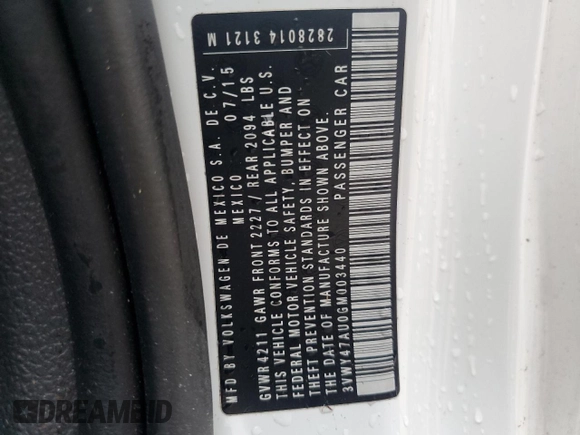 2828014 3121 M
MFD BY VOLKSWAGEN DE MEXICO S.A. DE C.V.
MEXICO 07/15
GVWR4211 GAWR FRONT 2227 / REAR 2094 LBS
THIS VEHICLE CONFORMS TO ALL APPLICABLE U.S.
FEDERAL MOTOR VEHICLE SAFETY, BUMPER AND
THEFT PREVENTION STANDARDS IN EFFECT ON
THE DATE OF MANUFACTURE SHOWN ABOVE.
3VWY47AU0GM003440 PASSENGER CAR
DREAMBID